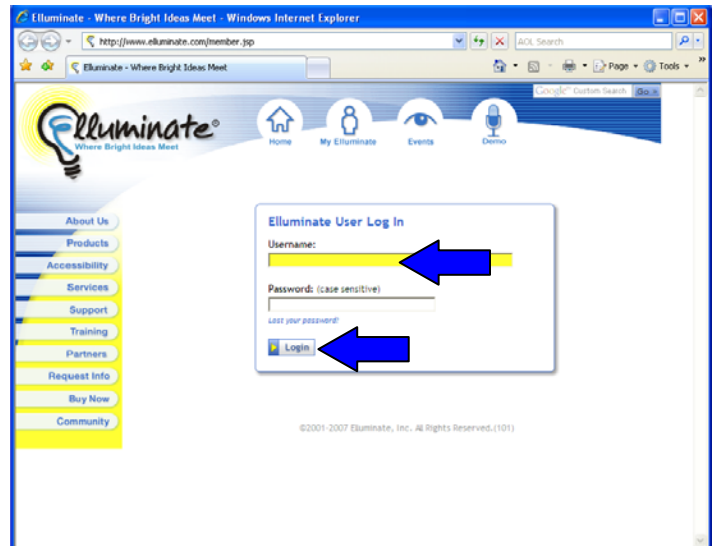 Elluminate - Where Bright Ideas Meet - Windows Internet Explorer
http://www.elluminate.com/member.jsp
AOL Search
Elluminate - Where Bright Ideas Meet
Page
Tools
»
Google™ Custom Search
Go »
Elluminate®
Where Bright Ideas Meet
Home
My Elluminate
Events
Demo
About Us
Products
Accessibility
Services
Support
Training
Partners
Request Info
Buy Now
Community
Elluminate User Log In
Username:
Password: (case sensitive)
Lost your password?
Login
©2001-2007 Elluminate, Inc. All Rights Reserved.(101)